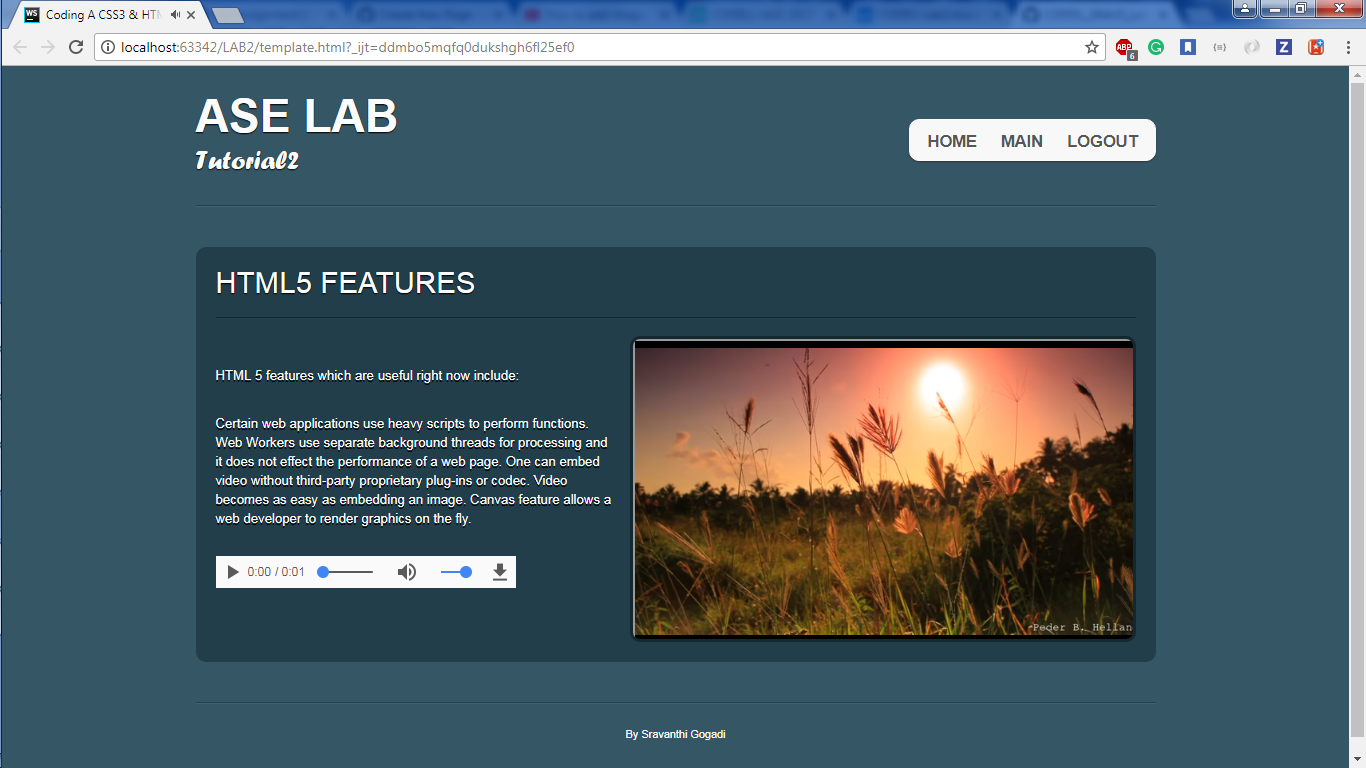 Coding A CSS3 & HTM
localhost:63342/LAB2/template.html?_ijt=ddmbo5mqfq0dukshgh6fl25ef0
ABP
6
ASE LAB
Tutorial2
HOME MAIN LOGOUT
HTML5 FEATURES
HTML 5 features which are useful right now include:
Certain web applications use heavy scripts to perform functions.
Web Workers use separate background threads for processing and
it does not effect the performance of a web page. One can embed
video without third-party proprietary plug-ins or codec. Video
becomes as easy as embedding an image. Canvas feature allows a
web developer to render graphics on the fly.
0:00 / 0:01
Peder B. Hellan
By Sravanthi Gogadi